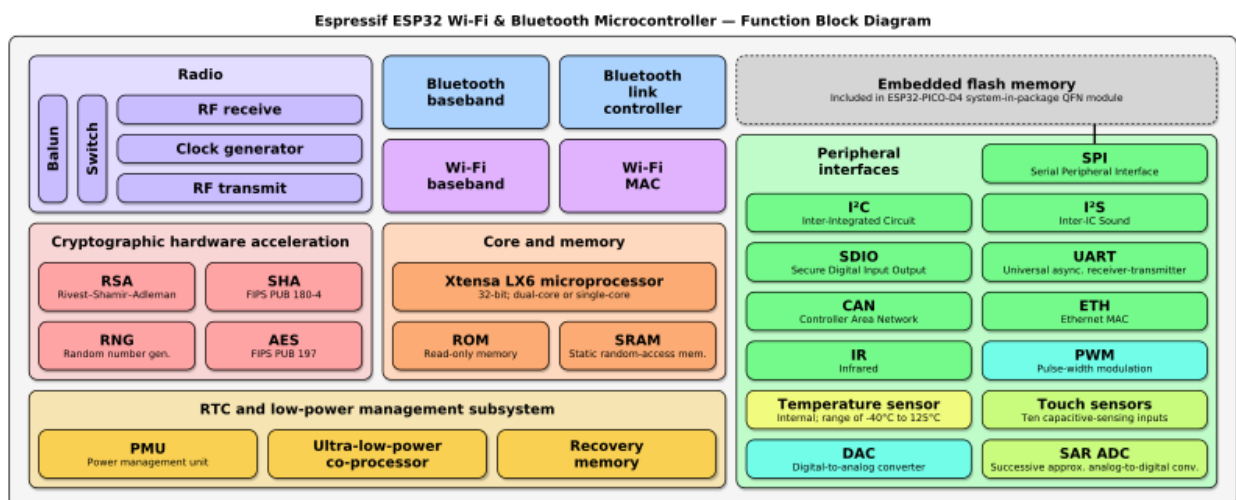 Espressif ESP32 Wi-Fi & Bluetooth Microcontroller — Function Block Diagram
Radio
Balun
Switch
RF receive
Clock generator
RF transmit
Bluetooth
baseband
Bluetooth
link
controller
Wi-Fi
baseband
Wi-Fi
MAC
Embedded flash memory
Included in ESP32-PICO-D4 system-in-package QFN module
Cryptographic hardware acceleration
RSA
Rivest–Shamir–Adleman
SHA
FIPS PUB 180-4
RNG
Random number gen.
AES
FIPS PUB 197
Core and memory
Xtensa LX6 microprocessor
32-bit; dual-core or single-core
ROM
Read-only memory
SRAM
Static random-access mem.
RTC and low-power management subsystem
PMU
Power management unit
Ultra-low-power
co-processor
Recovery
memory
Peripheral
interfaces
SPI
Serial Peripheral Interface
I²C
Inter-Integrated Circuit
I²S
Inter-IC Sound
SDIO
Secure Digital Input Output
UART
Universal async. receiver-transmitter
CAN
Controller Area Network
ETH
Ethernet MAC
IR
Infrared
PWM
Pulse-width modulation
Temperature sensor
Internal; range of -40°C to 125°C
Touch sensors
Ten capacitive-sensing inputs
DAC
Digital-to-analog converter
SAR ADC
Successive approx. analog-to-digital conv.